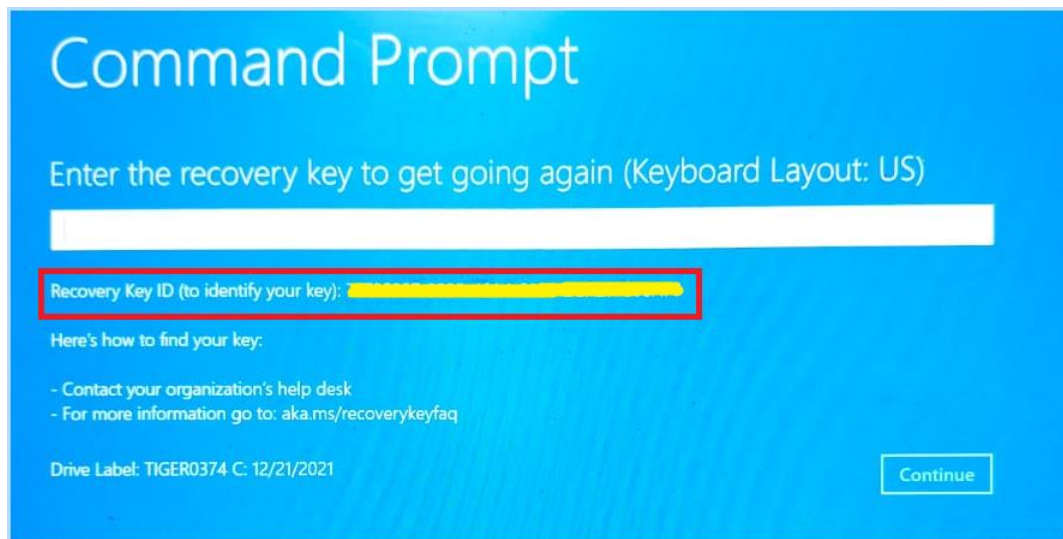 Command Prompt
Enter the recovery key to get going again (Keyboard Layout: US)
Recovery Key ID (to identify your key):
Here's how to find your key:
- Contact your organization's help desk
- For more information go to: aka.ms/recoverykeyfaq
Drive Label: TIGER0374 C: 12/21/2021
Continue